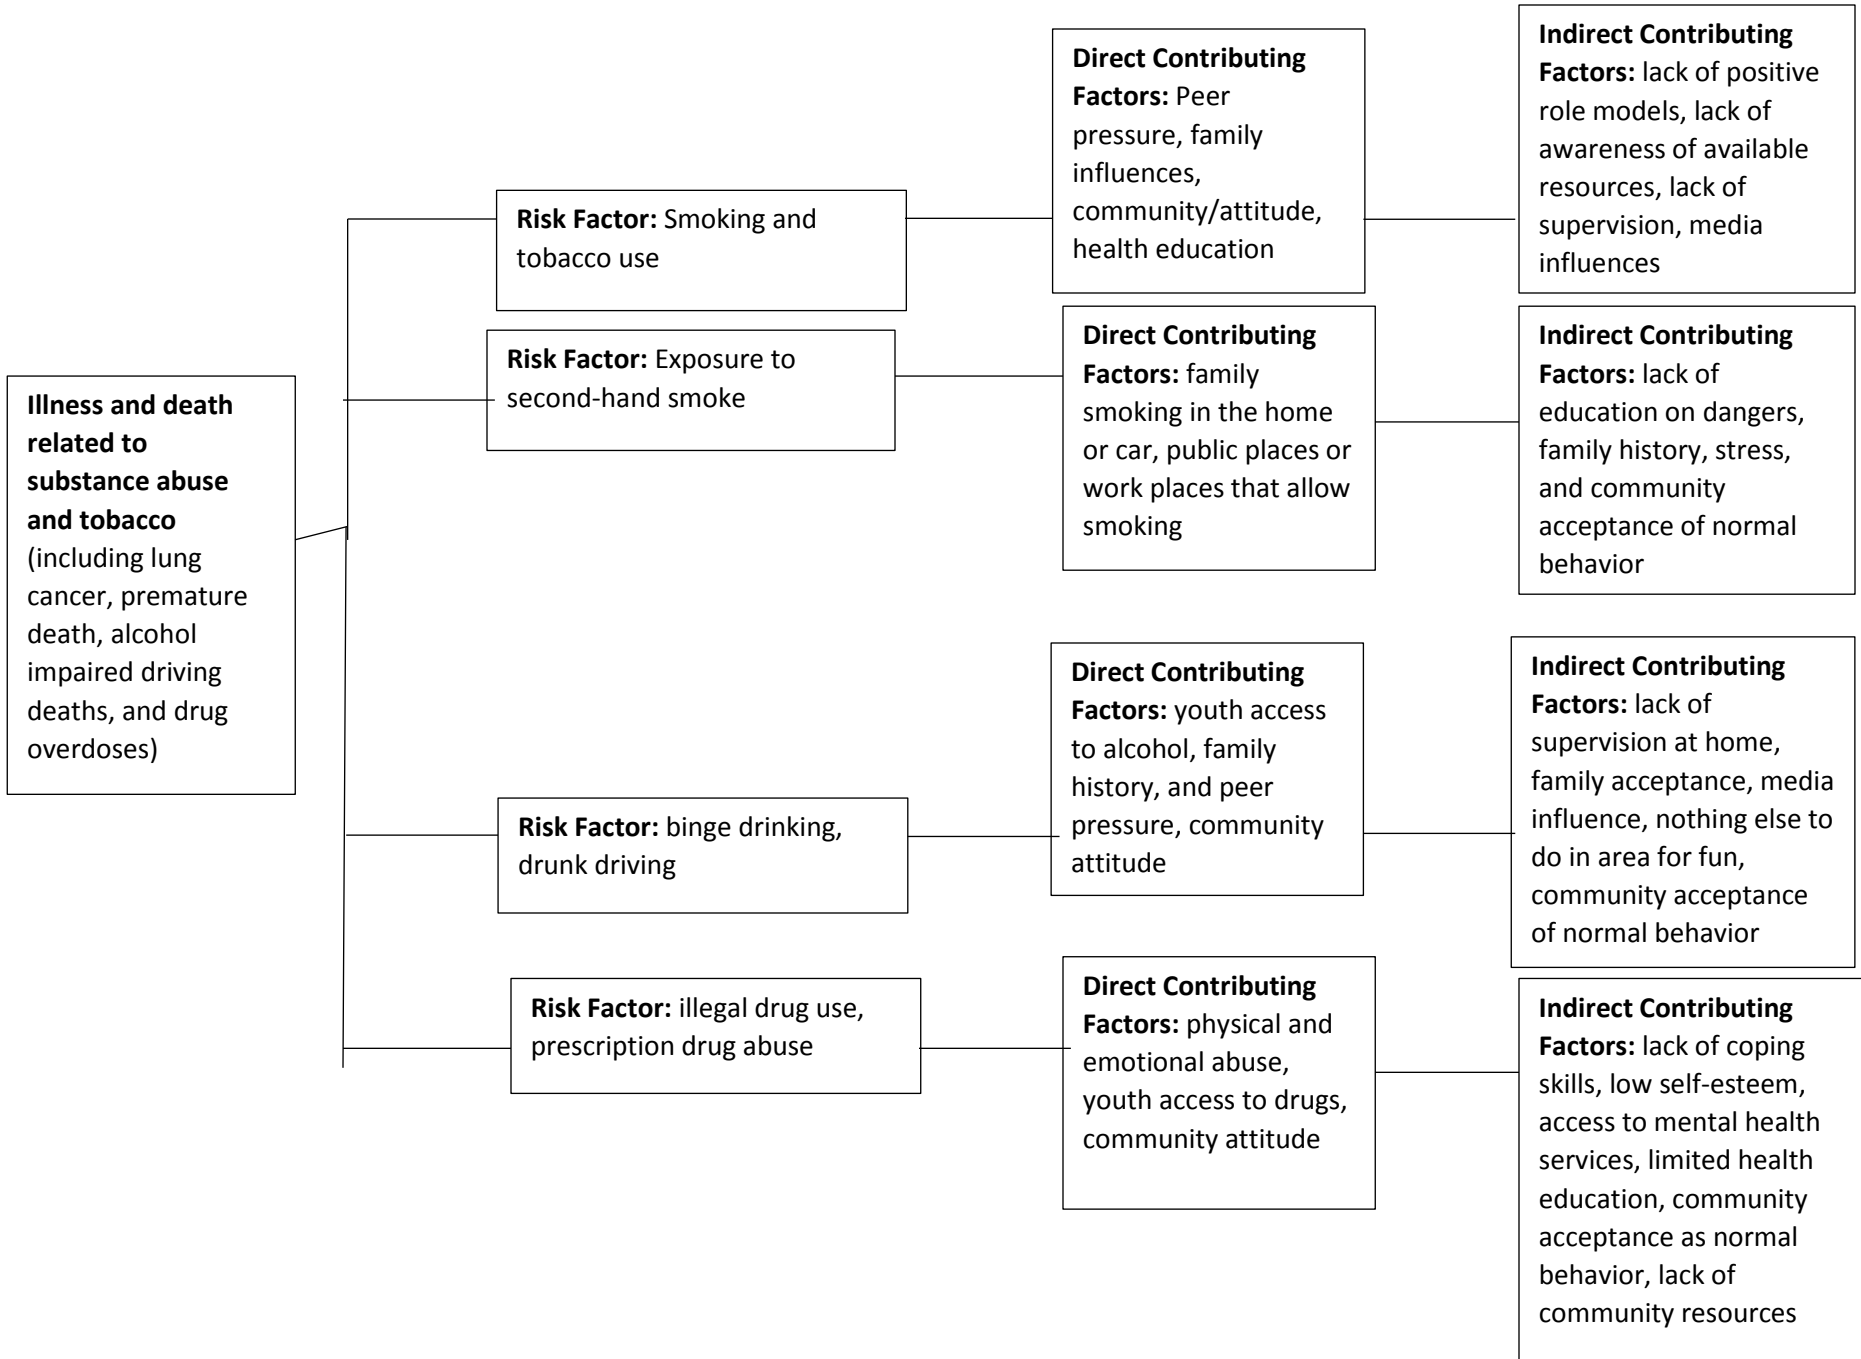 Illness and death
related to
substance abuse
and tobacco
(including lung
cancer, premature
death, alcohol
impaired driving
deaths, and drug
overdoses)
Risk Factor: Smoking and
tobacco use
Direct Contributing
Factors: Peer
pressure, family
influences,
community/attitude,
health education
Indirect Contributing
Factors: lack of positive
role models, lack of
awareness of available
resources, lack of
supervision, media
influences
Risk Factor: Exposure to
second-hand smoke
Direct Contributing
Factors: family
smoking in the home
or car, public places or
work places that allow
smoking
Indirect Contributing
Factors: lack of
education on dangers,
family history, stress,
and community
acceptance of normal
behavior
Risk Factor: binge drinking,
drunk driving
Direct Contributing
Factors: youth access
to alcohol, family
history, and peer
pressure, community
attitude
Indirect Contributing
Factors: lack of
supervision at home,
family acceptance, media
influence, nothing else to
do in area for fun,
community acceptance
of normal behavior
Risk Factor: illegal drug use,
prescription drug abuse
Direct Contributing
Factors: physical and
emotional abuse,
youth access to drugs,
community attitude
Indirect Contributing
Factors: lack of coping
skills, low self-esteem,
access to mental health
services, limited health
education, community
acceptance as normal
behavior, lack of
community resources